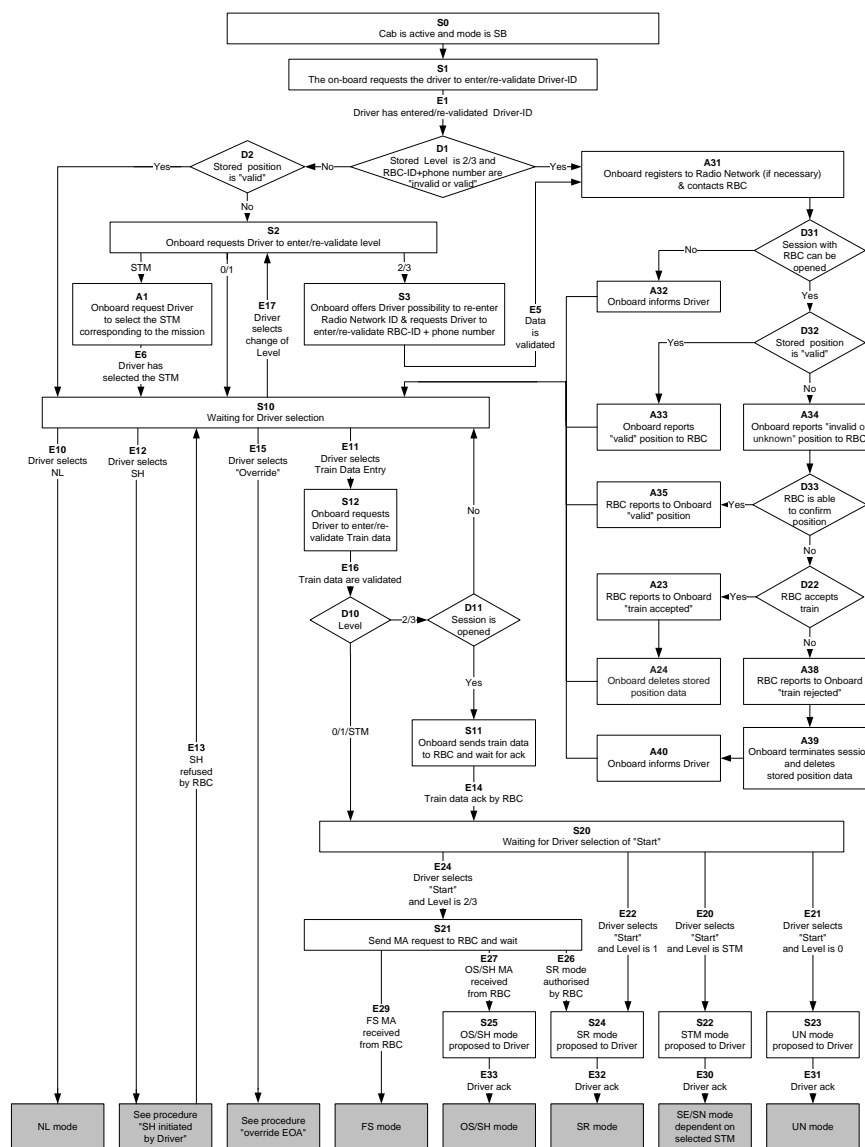 S0
Cab is active and mode is SB
S1
The on-board requests the driver to enter/re-validate Driver-ID
E1
Driver has entered/re-validated Driver-ID
D1
Stored Level is 2/3 and
RBC-ID+phone number are
"invalid or valid"
Yes
No
D2
Stored
position
is "valid"
Yes
No
A31
Onboard registers to Radio Network (if necessary)
& contacts RBC
S2
Onboard requests Driver to enter/re-validate level
STM
0/1
2/3
E17
Driver
selects
change of
Level
A1
Onboard request Driver
to select the STM
corresponding to the mission
S3
Onboard offers Driver possibility to re-enter
Radio Network ID & requests Driver to
enter/re-validate RBC-ID + phone number
E5
Data
is
validated
D31
Session with
RBC can be
opened
No
Yes
A32
Onboard informs Driver
E6
Driver has
selected the STM
D32
Stored position
is "valid"
Yes
No
S10
Waiting for Driver selection
A33
Onboard reports
"valid" position to RBC
A34
Onboard reports "invalid o
unknown" position to RBC
E10
Driver selects
NL
E12
Driver selects
SH
E15
Driver selects
"Override"
E11
Driver selects
Train Data Entry
D33
RBC is able
to confirm
position
Yes
No
A35
RBC reports to Onboard
"valid" position
S12
Onboard requests
Driver to enter/re-
validate Train data
No
E16
Train data are validated
D10
Level
2/3
D11
Session is
opened
Yes
A23
RBC reports to Onboard
"train accepted"
Yes
D22
RBC accepts
train
No
A24
Onboard deletes stored
position data
A38
RBC reports to Onboard
"train rejected"
0/1/STM
S11
Onboard sends train data
to RBC and wait for ack
E13
SH
refused
by RBC
A40
Onboard informs Driver
A39
Onboard terminates sessio
and deletes
stored position data
E14
Train data ack by RBC
S20
Waiting for Driver selection of "Start"
E24
Driver selects
"Start"
and Level is 2/3
E22
Driver selects
"Start"
and Level is 1
E20
Driver selects
"Start"
and Level is STM
E21
Driver selects
"Start"
and Level is 0
S21
Send MA request to RBC and wait
E27
OS/SH MA
received
from RBC
E26
SR mode
authorised
by RBC
E29
FS MA
received
from RBC
S25
OS/SH mode
proposed to Driver
S24
SR mode
proposed to Driver
S22
STM mode
proposed to Driver
S23
UN mode
proposed to Driver
E33
Driver ack
E32
Driver ack
E30
Driver ack
E31
Driver ack
NL mode
See procedure
"SH initiated
by Driver"
See procedure
"override EOA"
FS mode
OS/SH mode
SR mode
SE/SN mode
dependent on
selected STM
UN mode